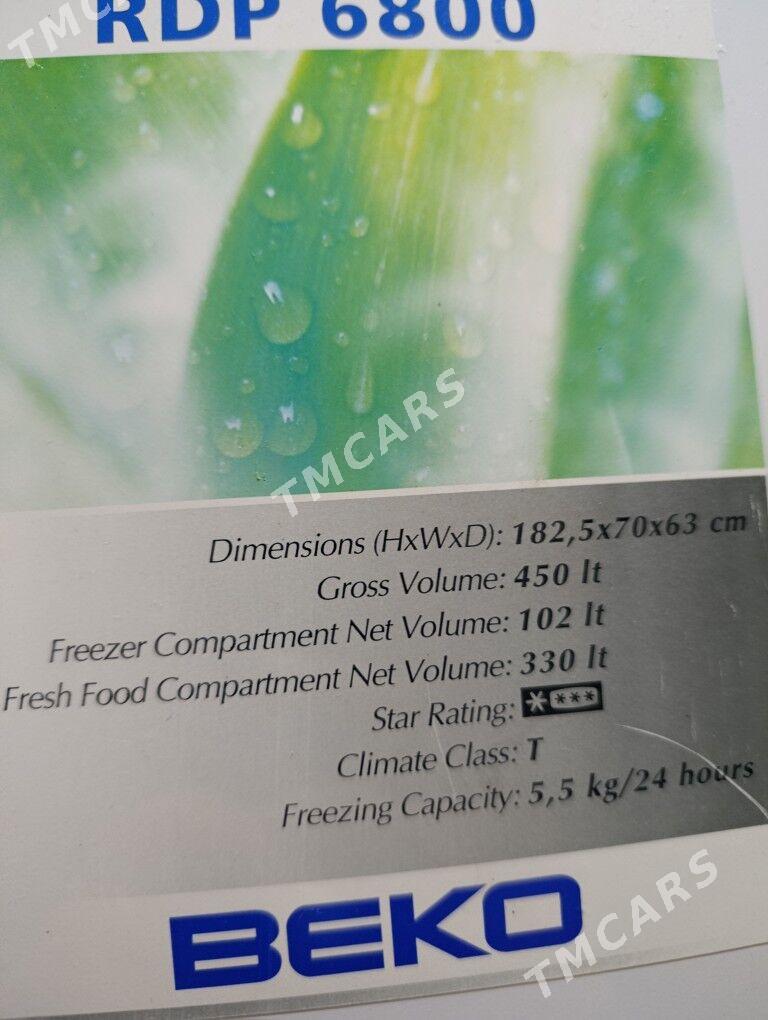 RDP 6800
TMCARS
TMCARS
Dimensions (HxWxD): 182,5x70x63 cm
Gross Volume: 450 lt
Freezer Compartment Net Volume: 102 lt
Fresh Food Compartment Net Volume: 330 lt
Star Rating: * ***
Climate Class: T
Freezing Capacity: 5,5 kg/24 hours
BEKO
TMCARS